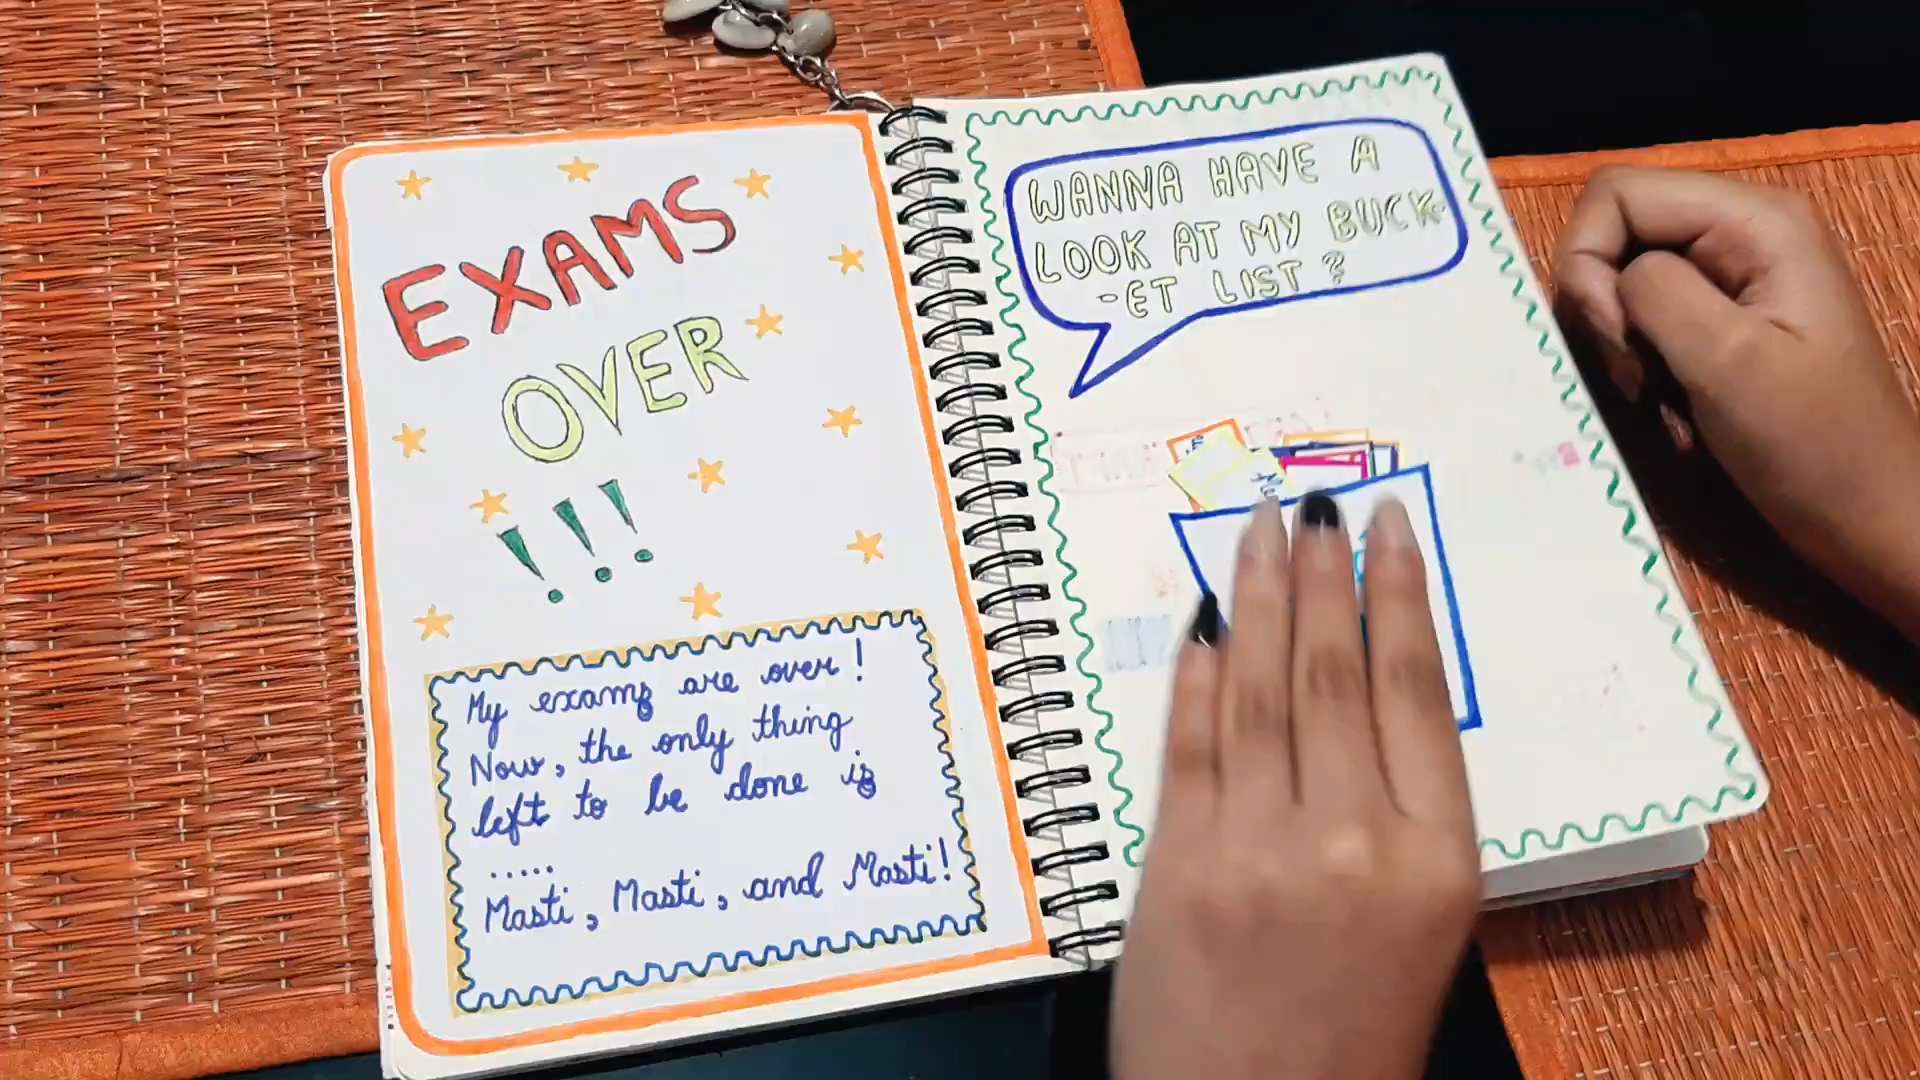 EXAMS
OVER
!!!
My exams are over!
Now, the only thing
left to be done is
.....
Masti, Masti, and Masti!
WANNA HAVE A
LOOK AT MY BUCK-
-ET LIST?